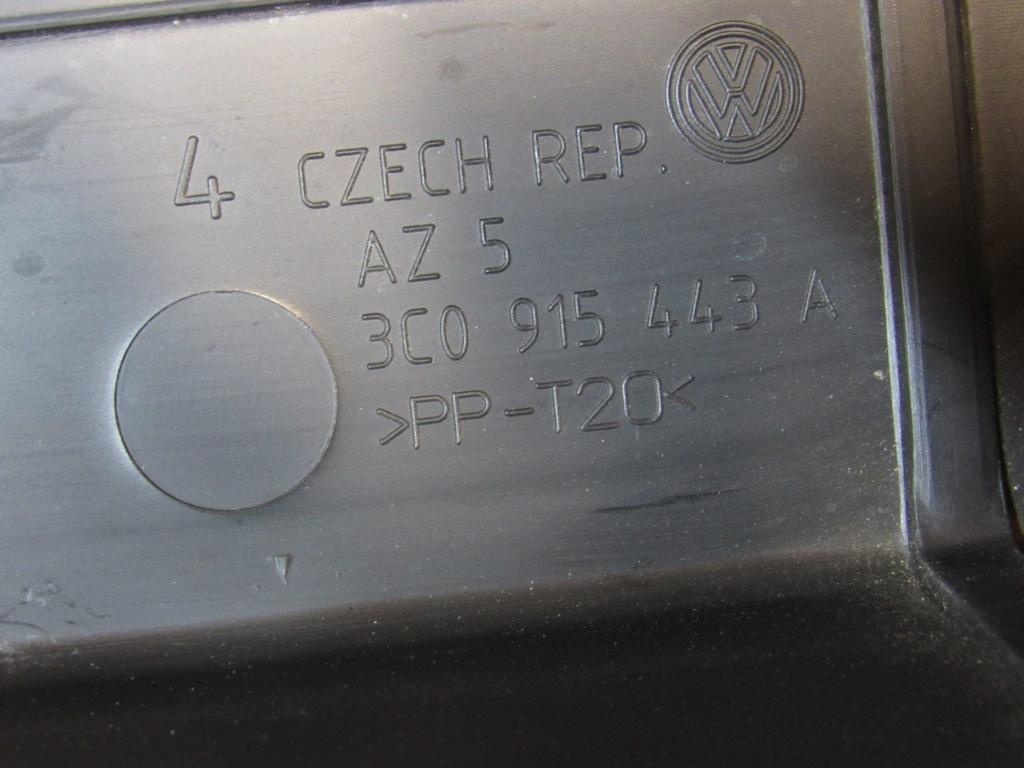 4 CZECH REP.
AZ 5
3C0 915 443 A
>PP-T20<